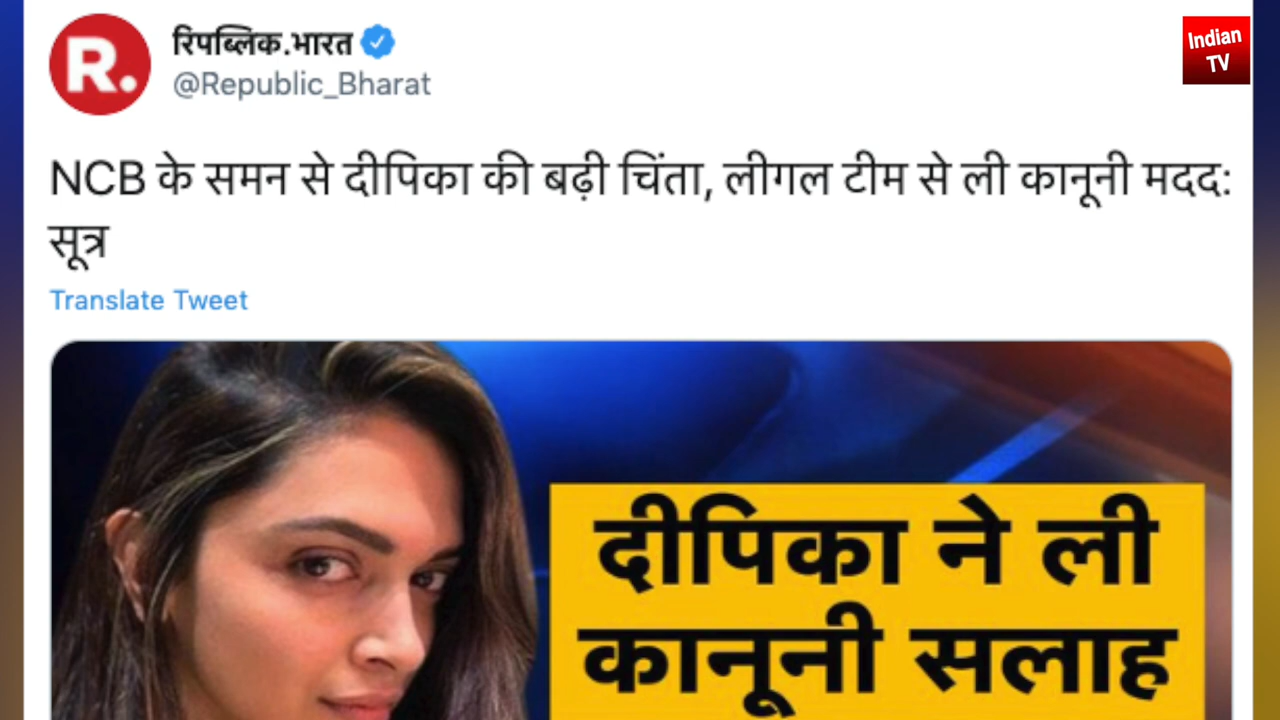 R.
रिपब्लिक.भारत
@Republic_Bharat
Indian
TV
NCB के समन से दीपिका की बढ़ी चिंता, लीगल टीम से ली कानूनी मदद:
सूत्र
Translate Tweet
दीपिका ने ली
कानूनी सलाह